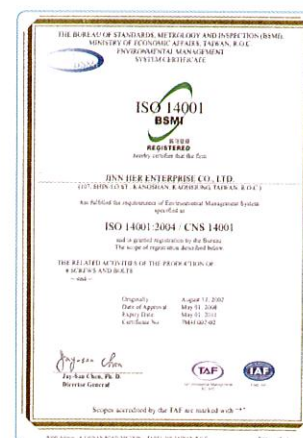 THE BUREAU OF STANDARDS, METROLOGY AND INSPECTION (BSMI),
MINISTRY OF ECONOMIC AFFAIRS, TAIWAN, R.O.C
ENVIRONMENTAL MANAGEMENT
SYSTEM CERTIFICATE
ISO 14001
BSMI
REGISTERED
hereby certifies that the firm
JINN HER ENTERPRISE CO., LTD.
KANGSHAN, KAOHSIUNG, TAIWAN, R.O.C.)
has fulfilled the requirements of Environmental Management System
specified in
ISO 14001:2004 / CNS 14001
and is granted registration by the Bureau
The scope of registration described below
THE RELATED ACTIVITIES OF THE PRODUCTION OF
SCREWS AND BOLTS
Originally August 13, 2002
Date of Approval May 01, 2008
Expiry Date May 01, 2011
Certificate No
Jay-San Chen, Ph. D.
Director General
TAF
IAF
Scopes accredited by the TAF are marked with "*"